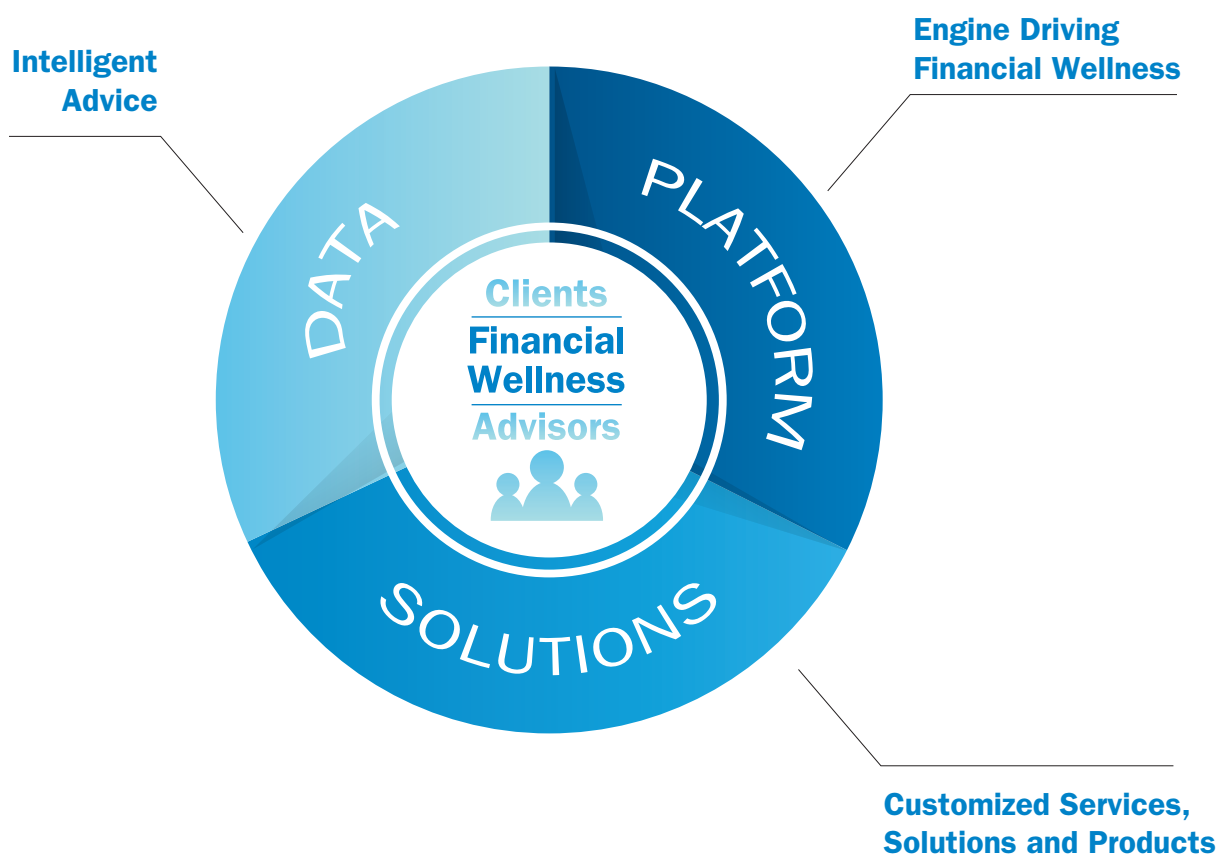 Intelligent
Advice
Engine Driving
Financial Wellness
DATA
PLATFORM
Clients
Financial
Wellness
Advisors
SOLUTIONS
Customized Services,
Solutions and Products